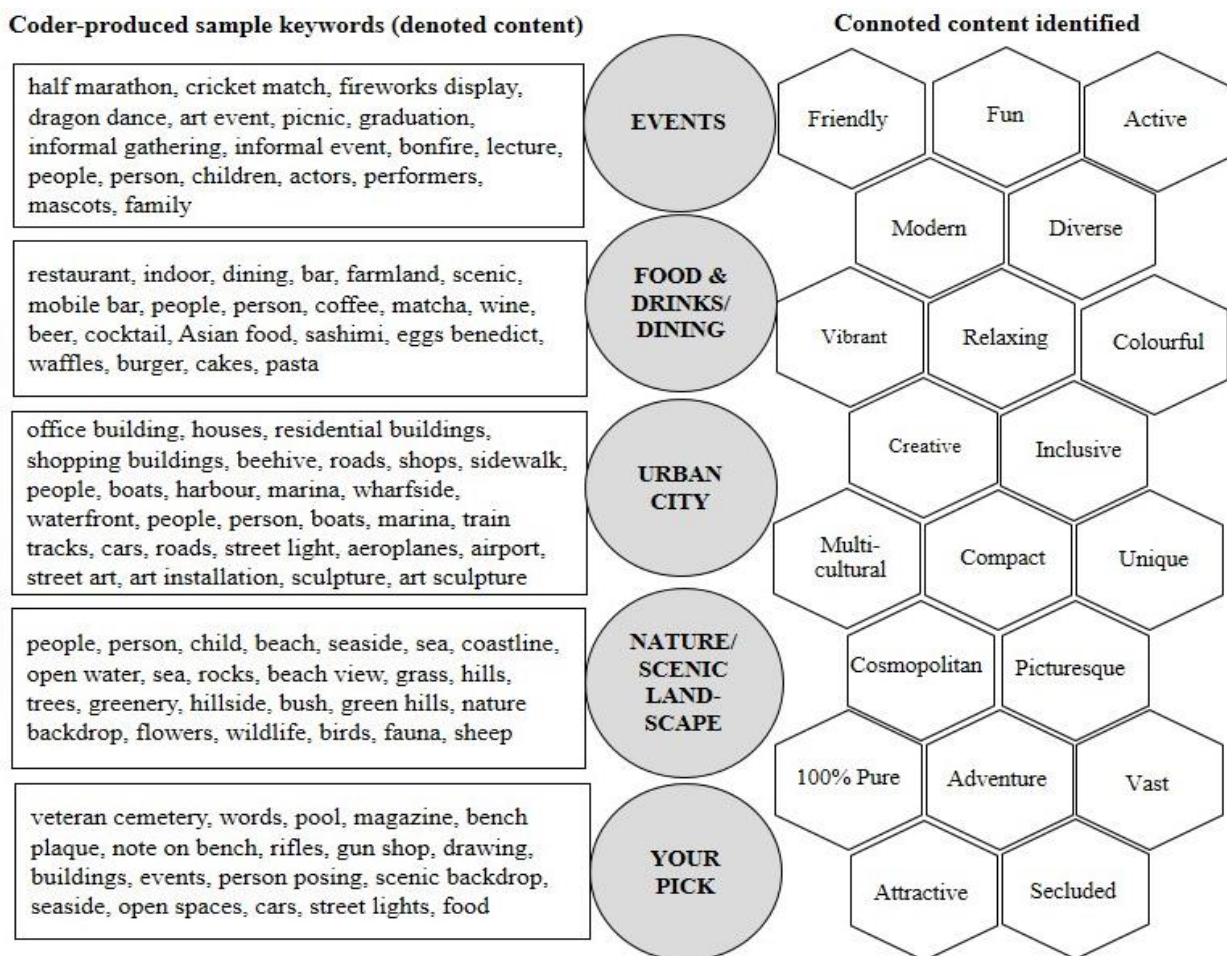 Coder-produced sample keywords (denoted content)
Connoted content identified
half marathon, cricket match, fireworks display,
dragon dance, art event, picnic, graduation,
informal gathering, informal event, bonfire, lecture,
people, person, children, actors, performers,
mascots, family
EVENTS
restaurant, indoor, dining, bar, farmland, scenic,
mobile bar, people, person, coffee, matcha, wine,
beer, cocktail, Asian food, sashimi, eggs benedict,
waffles, burger, cakes, pasta
FOOD &
DRINKS/
DINING
office building, houses, residential buildings,
shopping buildings, beehive, roads, shops, sidewalk,
people, boats, harbour, marina, wharfside,
waterfront, people, person, boats, marina, train
tracks, cars, roads, street light, aeroplanes, airport,
street art, art installation, sculpture, art sculpture
URBAN
CITY
people, person, child, beach, seaside, sea, coastline,
open water, sea, rocks, beach view, grass, hills,
trees, greenery, hillside, bush, green hills, nature
backdrop, flowers, wildlife, birds, fauna, sheep
NATURE/
SCENIC
LAND-
SCAPE
veteran cemetery, words, pool, magazine, bench
plaque, note on bench, rifles, gun shop, drawing,
buildings, events, person posing, scenic backdrop,
seaside, open spaces, cars, street lights, food
YOUR
PICK
Friendly
Fun
Active
Modern
Diverse
Vibrant
Relaxing
Colourful
Creative
Inclusive
Multi-
cultural
Compact
Unique
Cosmopolitan
Picturesque
100% Pure
Adventure
Vast
Attractive
Secluded